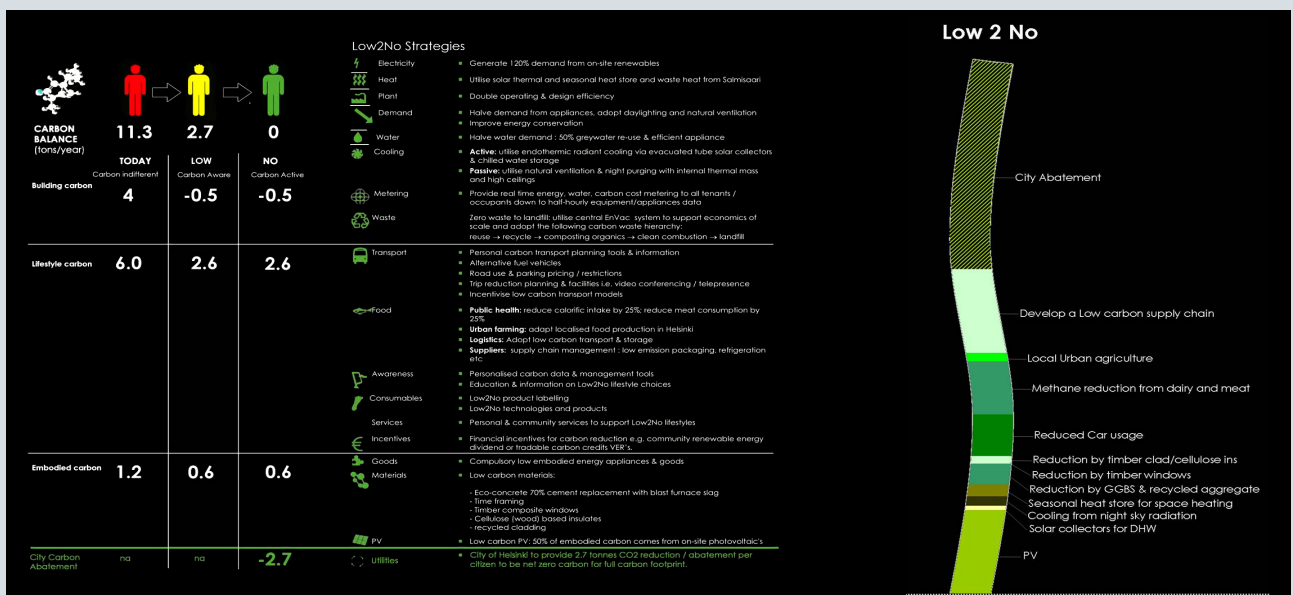 Low 2 No
Low2No Strategies
CARBON
BALANCE
(tons/year)
11.3
2.7
0
TODAY
LOW
NO
Carbon indifferent
Carbon Aware
Carbon Active
Building carbon
4
-0.5
-0.5
Lifestyle carbon
6.0
2.6
2.6
Embodied carbon
1.2
0.6
0.6
City Carbon
Abatement
na
na
-2.7
Electricity
Generate 120% demand from on-site renewables
Heat
Utilise solar thermal and seasonal heat store and waste heat from Salmisaari
Plant
Double operating & design efficiency
Demand
Halve demand from appliances, adopt daylighting and natural ventilation
Improve energy conservation
Water
Halve water demand : 50% greywater re-use & efficient appliance
Cooling
Active: utilise endothermic radiant cooling via evacuated tube solar collectors
& chilled water storage
Passive: utilise natural ventilation & night purging with internal thermal mass
and high ceilings
Metering
Provide real time energy, water, carbon cost metering to all tenants /
occupants down to half-hourly equipment/appliances data
Waste
Zero waste to landfill: utilise central EnVac system to support economics of
scale and adopt the following carbon waste hierarchy:
reuse → recycle → composting organics → clean combustion → landfill
Transport
Personal carbon transport planning tools & information
Alternative fuel vehicles
Road use & parking pricing / restrictions
Trip reduction planning & facilities i.e. video conferencing / telepresence
Incentivise low carbon transport models
Food
Public health: reduce calorific intake by 25%; reduce meat consumption by
25%
Urban farming: adapt localised food production in Helsinki
Logistics: Adopt low carbon transport & storage
Suppliers: supply chain management : low emission packaging, refrigeration
etc
Awareness
Personalised carbon data & management tools
Education & information on Low2No lifestyle choices
Consumables
Low2No product labelling
Low2No technologies and products
Services
Personal & community services to support Low2No lifestyles
Incentives
Financial incentives for carbon reduction e.g. community renewable energy
dividend or tradable carbon credits VER's.
Goods
Compulsory low embodied energy appliances & goods
Materials
Low carbon materials:
- Eco-concrete 70% cement replacement with blast furnace slag
- Time framing
- Timber composite windows
- Cellulose (wood) based insulates
- recycled cladding
PV
Low carbon PV: 50% of embodied carbon comes from on-site photovoltaic's
Utilities
City of Helsinki to provide 2,7 tonnes CO2 reduction / abatement per
citizen to be net zero carbon for full carbon footprint.
City Abatement
Develop a Low carbon supply chain
Local Urban agriculture
Methane reduction from dairy and meat
Reduced Car usage
Reduction by timber clad/cellulose ins
Reduction by timber windows
Reduction by GGBS & recycled aggregate
Seasonal heat store for space heating
Cooling from night sky radiation
Solar collectors for DHW
PV